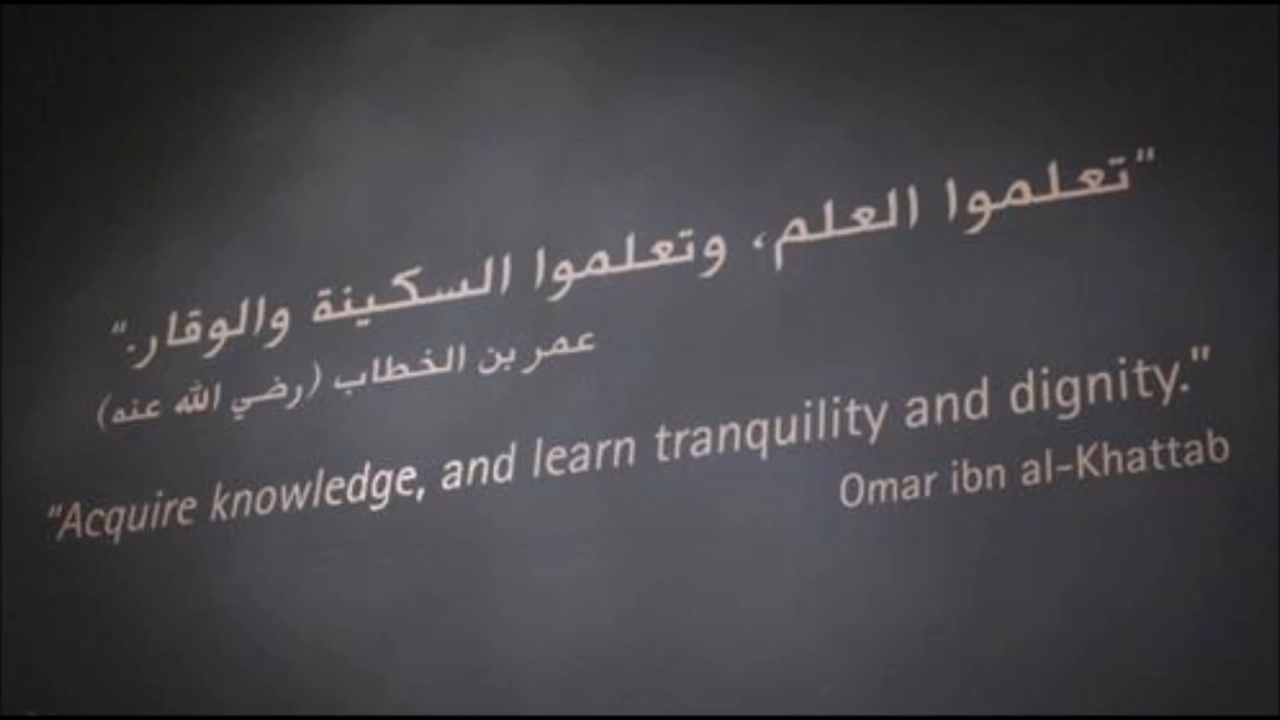 "تعلموا العلم، وتعلموا السكينة والوقار."
عمر بن الخطاب (رضي الله عنه)
"Acquire knowledge, and learn tranquility and dignity."
Omar ibn al-Khattab